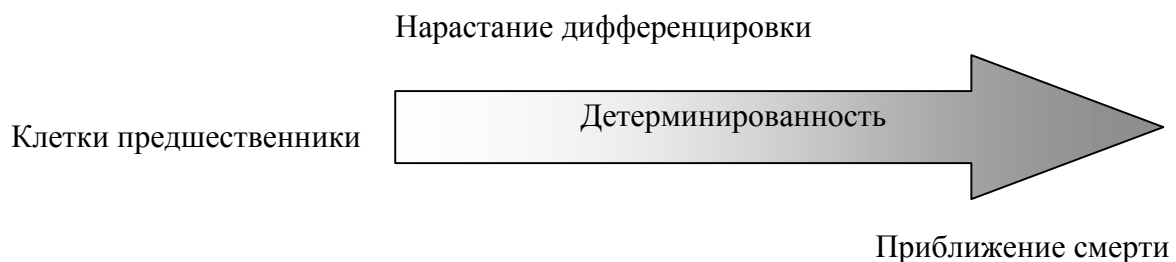 Нарастание дифференцировки
Детерминированность
Клетки предшественники
Приближение смерти